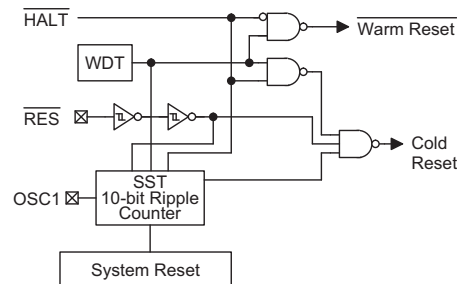 HALT
Warm Reset
WDT
RES
Cold
Reset
OSC1
SST
10-bit Ripple
Counter
System Reset